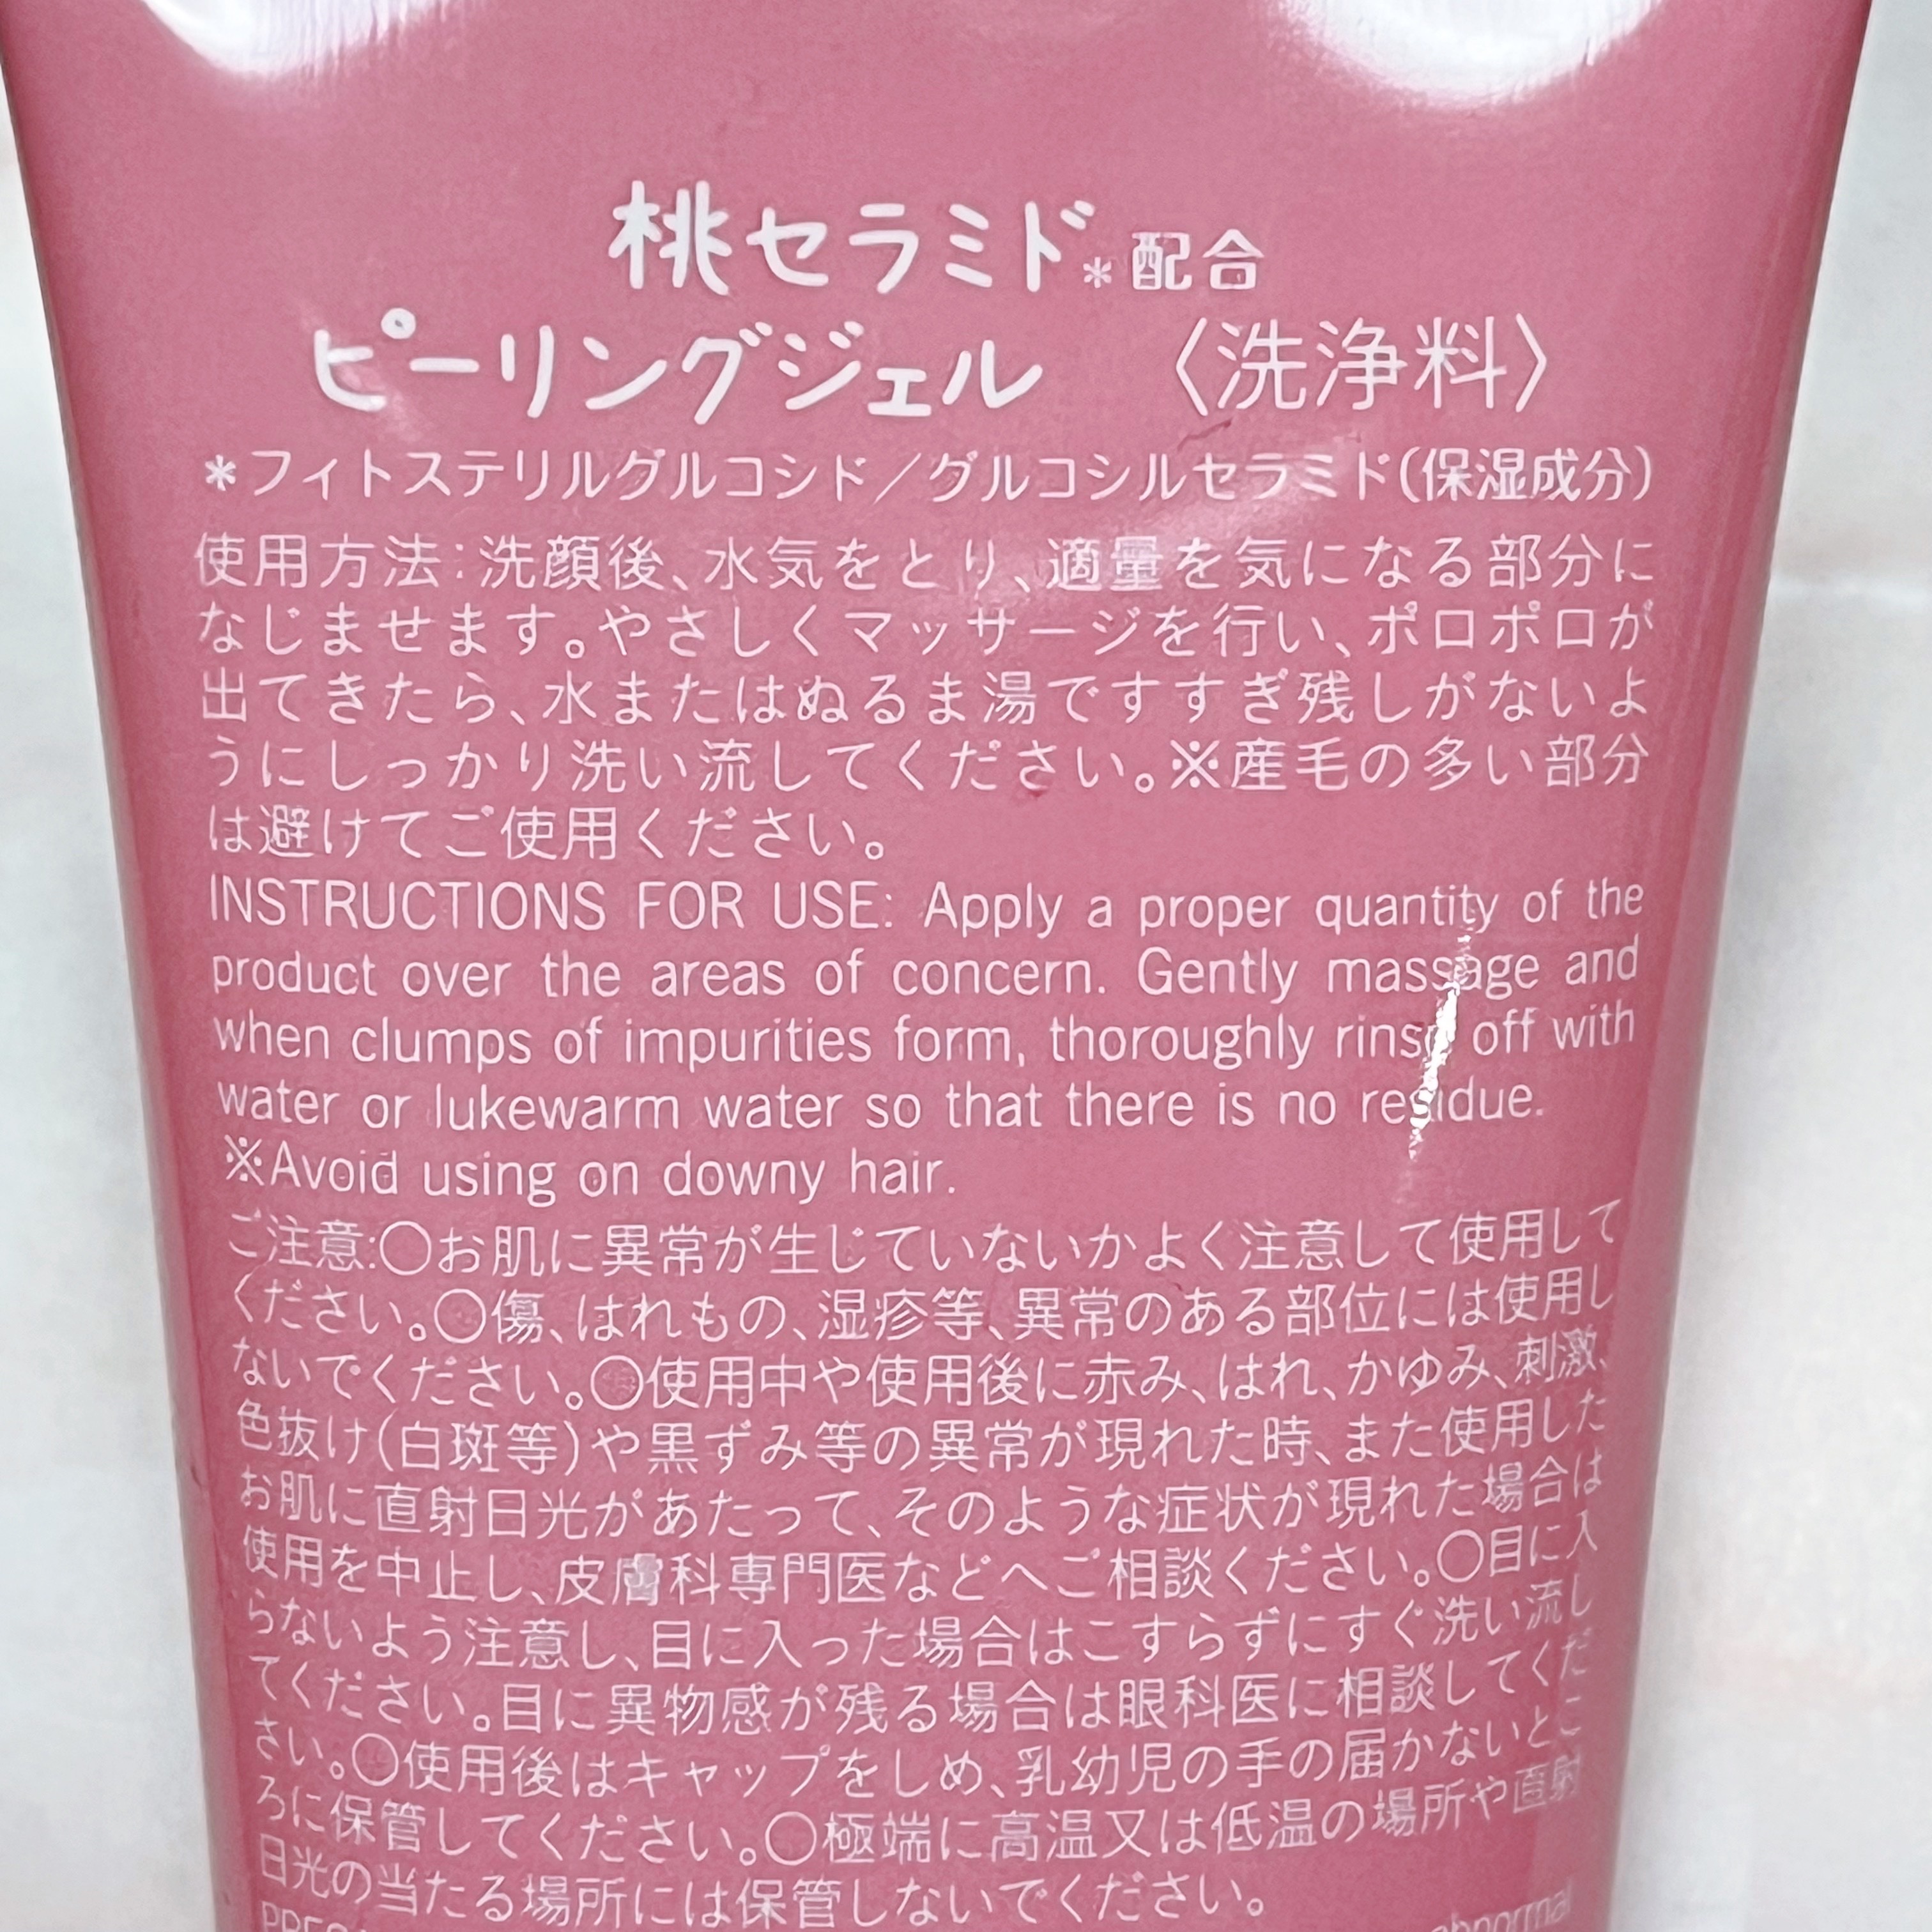 桃セラミド*配合
ピーリングジェル 〈洗浄料〉
*フィトステリルグルコシド／グルコシルセラミド(保湿成分)
使用方法:洗顔後、水気をとり、適量を気になる部分に
なじませます。やさしくマッサージを行い、ポロポロが
出てきたら、水またはぬるま湯ですすぎ残しがないよ
うにしっかり洗い流してください。※産毛の多い部分
は避けてご使用ください。
INSTRUCTIONS FOR USE: Apply a proper quantity of the
product over the areas of concern. Gently massage and
when clumps of impurities form, thoroughly rinse off with
water or lukewarm water so that there is no residue.
※Avoid using on downy hair.
ご注意:○お肌に異常が生じていないかよく注意して使用して
ください。○傷、はれもの、湿疹等、異常のある部位には使用し
ないでください。○使用中や使用後に赤み、はれ、かゆみ、刺激、
色抜け(白斑等)や黒ずみ等の異常が現れた時、また使用した
お肌に直射日光があたって、そのような症状が現れた場合は
使用を中止し、皮膚科専門医などへご相談ください。○目に入
らないよう注意し、目に入った場合はこすらずにすぐ洗い流し
てください。目に異物感が残る場合は眼科医に相談してくだ
さい。○使用後はキャップをしめ、乳幼児の手の届かないとこ
ろに保管してください。○極端に高温又は低温の場所や直射
日光の当たる場所には保管しないでください。
abnormal